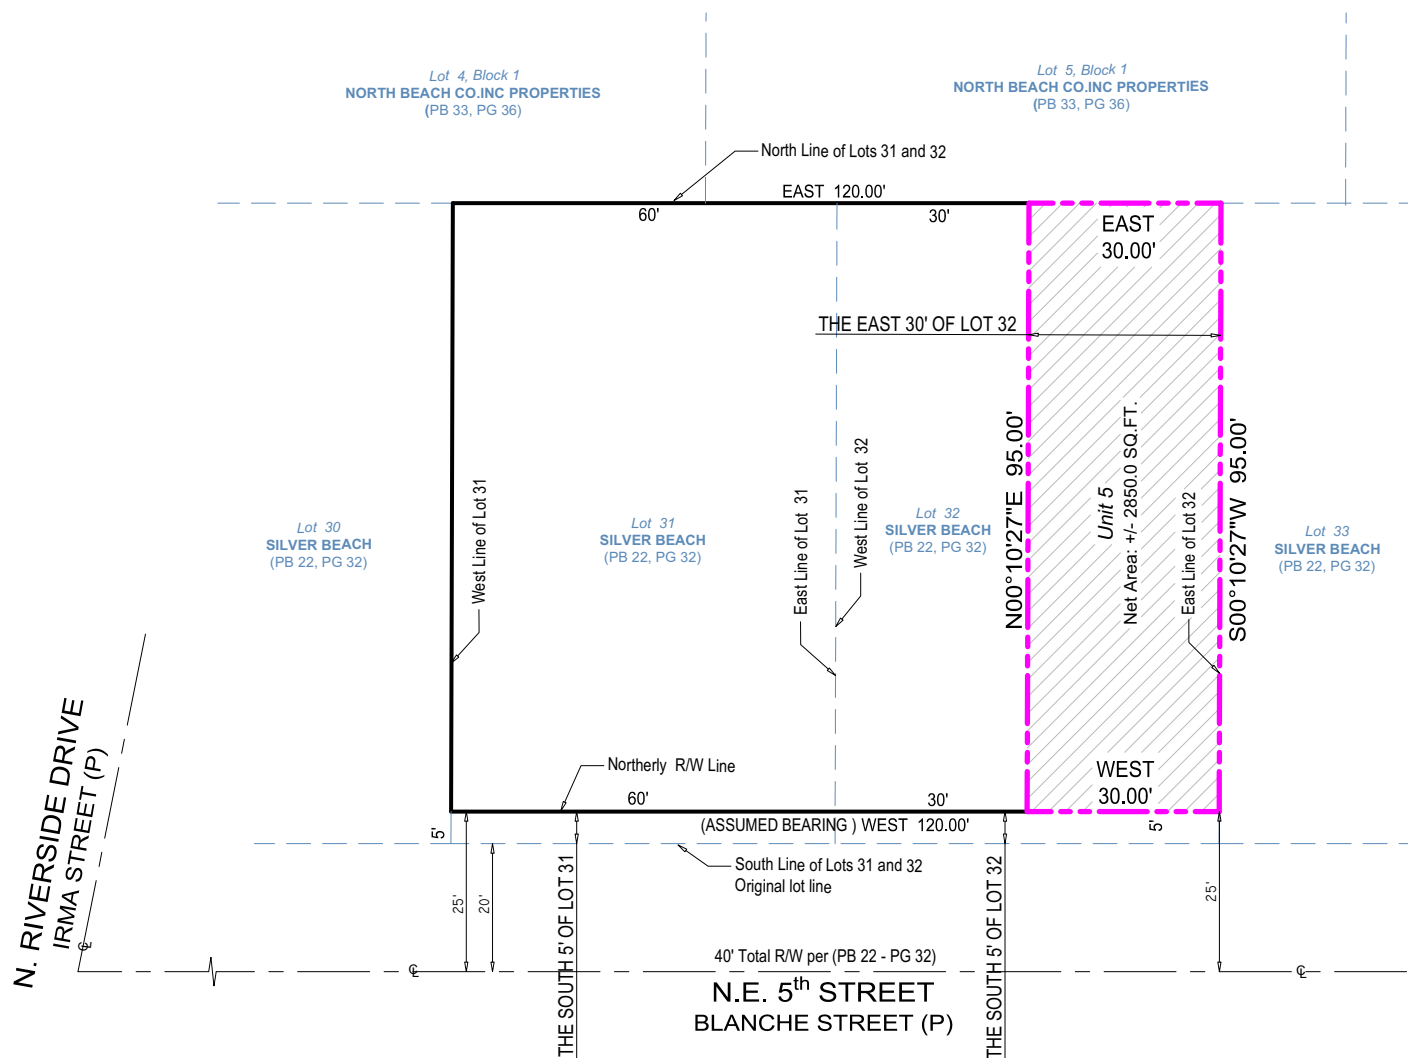 Lot 4, Block 1
NORTH BEACH CO.INC PROPERTIES
(PB 33, PG 36)
Lot 5, Block 1
NORTH BEACH CO.INC PROPERTIES
(PB 33, PG 36)
North Line of Lots 31 and 32
EAST 120.00'
60'
30'
EAST
30.00'
THE EAST 30' OF LOT 32
Lot 30
SILVER BEACH
(PB 22, PG 32)
West Line of Lot 31
Lot 31
SILVER BEACH
(PB 22, PG 32)
East Line of Lot 31
West Line of Lot 32
Lot 32
SILVER BEACH
(PB 22, PG 32)
N00°10'27"E 95.00'
Unit 5
Net Area: +/- 2850.0 SQ.FT.
East Line of Lot 32
S00°10'27"W 95.00'
Lot 33
SILVER BEACH
(PB 22, PG 32)
N. RIVERSIDE DRIVE
IRMA STREET (P)
Northerly R/W Line
60'
30'
WEST
30.00'
(ASSUMED BEARING ) WEST 120.00'
5'
5'
South Line of Lots 31 and 32
Original lot line
25'
20'
25'
THE SOUTH 5' OF LOT 31
THE SOUTH 5' OF LOT 32
40' Total R/W per (PB 22 - PG 32)
℄
℄
℄
N.E. 5th STREET
BLANCHE STREET (P)